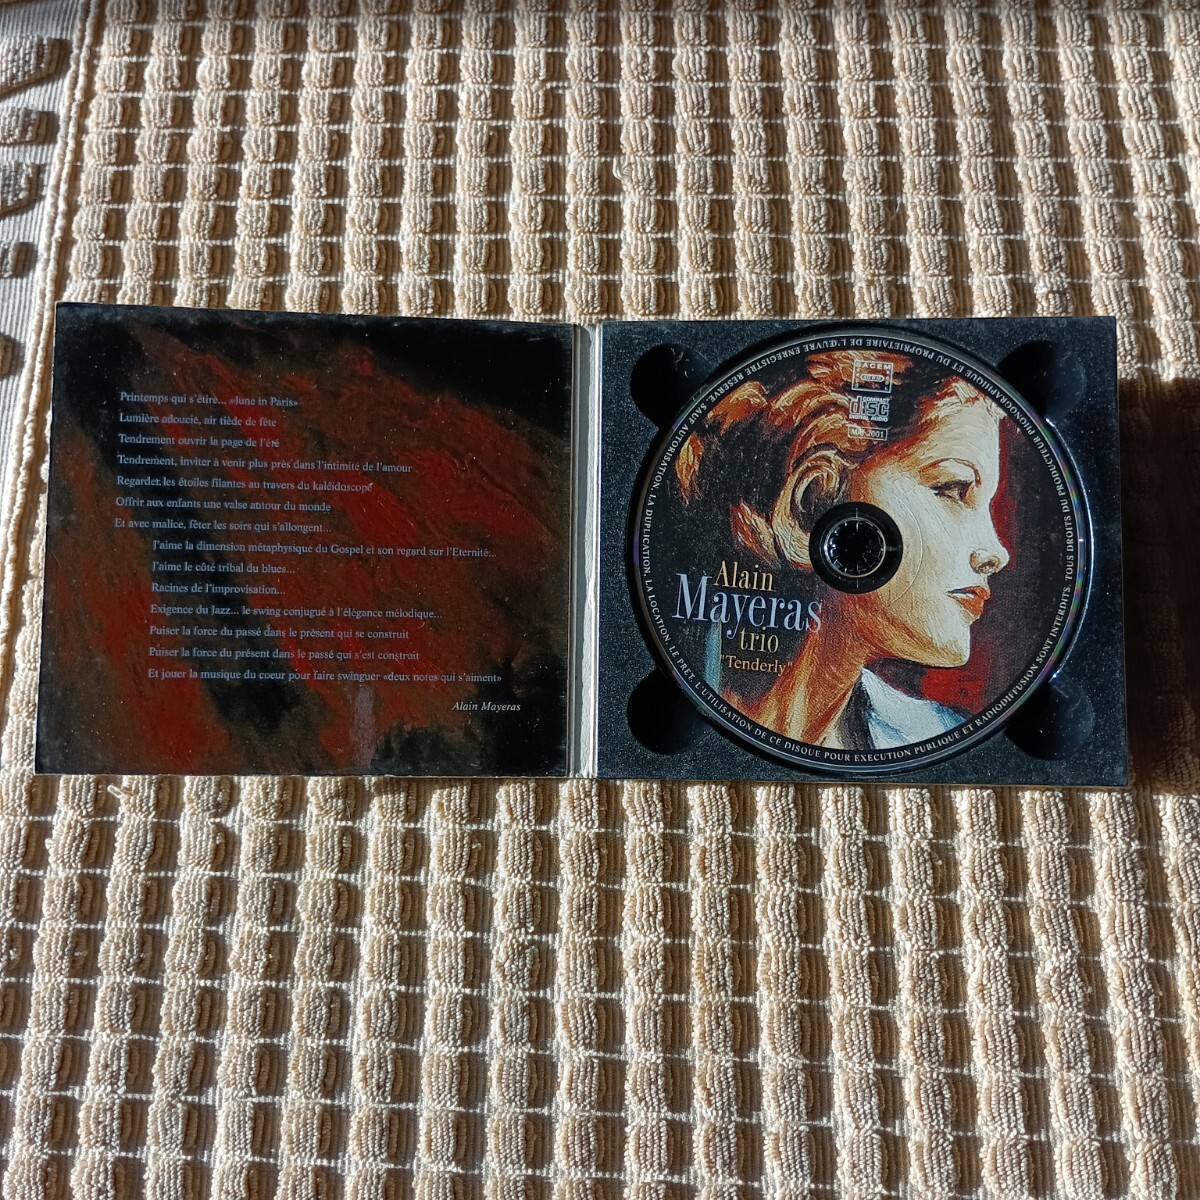 Printemps qui s'étire... «June in Paris»
Lumière adoucie, air tiède de fête
Tendrement ouvrir la page de l'été
Tendrement, inviter à venir plus près dans l'intimité de l'amour
Regarder les étoiles filantes au travers du kaléidoscope
Offrir aux enfants une valse autour du monde
Et avec malice, fêter les soirs qui s'allongent...
J'aime la dimension métaphysique du Gospel et son regard sur l'Eternité...
J'aime le côté tribal du blues...
Racines de l'improvisation...
Exigence du Jazz... le swing conjugué à l'élégance mélodique...
Puiser la force du passé dans le présent qui se construit
Puiser la force du présent dans le passé qui s'est construit
Et jouer la musique du coeur pour faire swinguer «deux notes qui s'aiment»
Alain Mayeras
SACEM
COMPACT
disc
DIGITAL AUDIO
Alain
Mayeras
trio
"Tenderly"
TOUS DROITS DU PRODUCTEUR PHONOGRAPHIQUE ET DU PROPRIETAIRE DE L'ŒUVRE ENREGISTRE RESERVE. SAUF AUTORISATION, LA DUPLICATION, LA LOCATION, LE PRET, L'UTILISATION DE CE DISQUE POUR EXECUTION PUBLIQUE ET RADIODIFFUSION SONT INTERDITS.